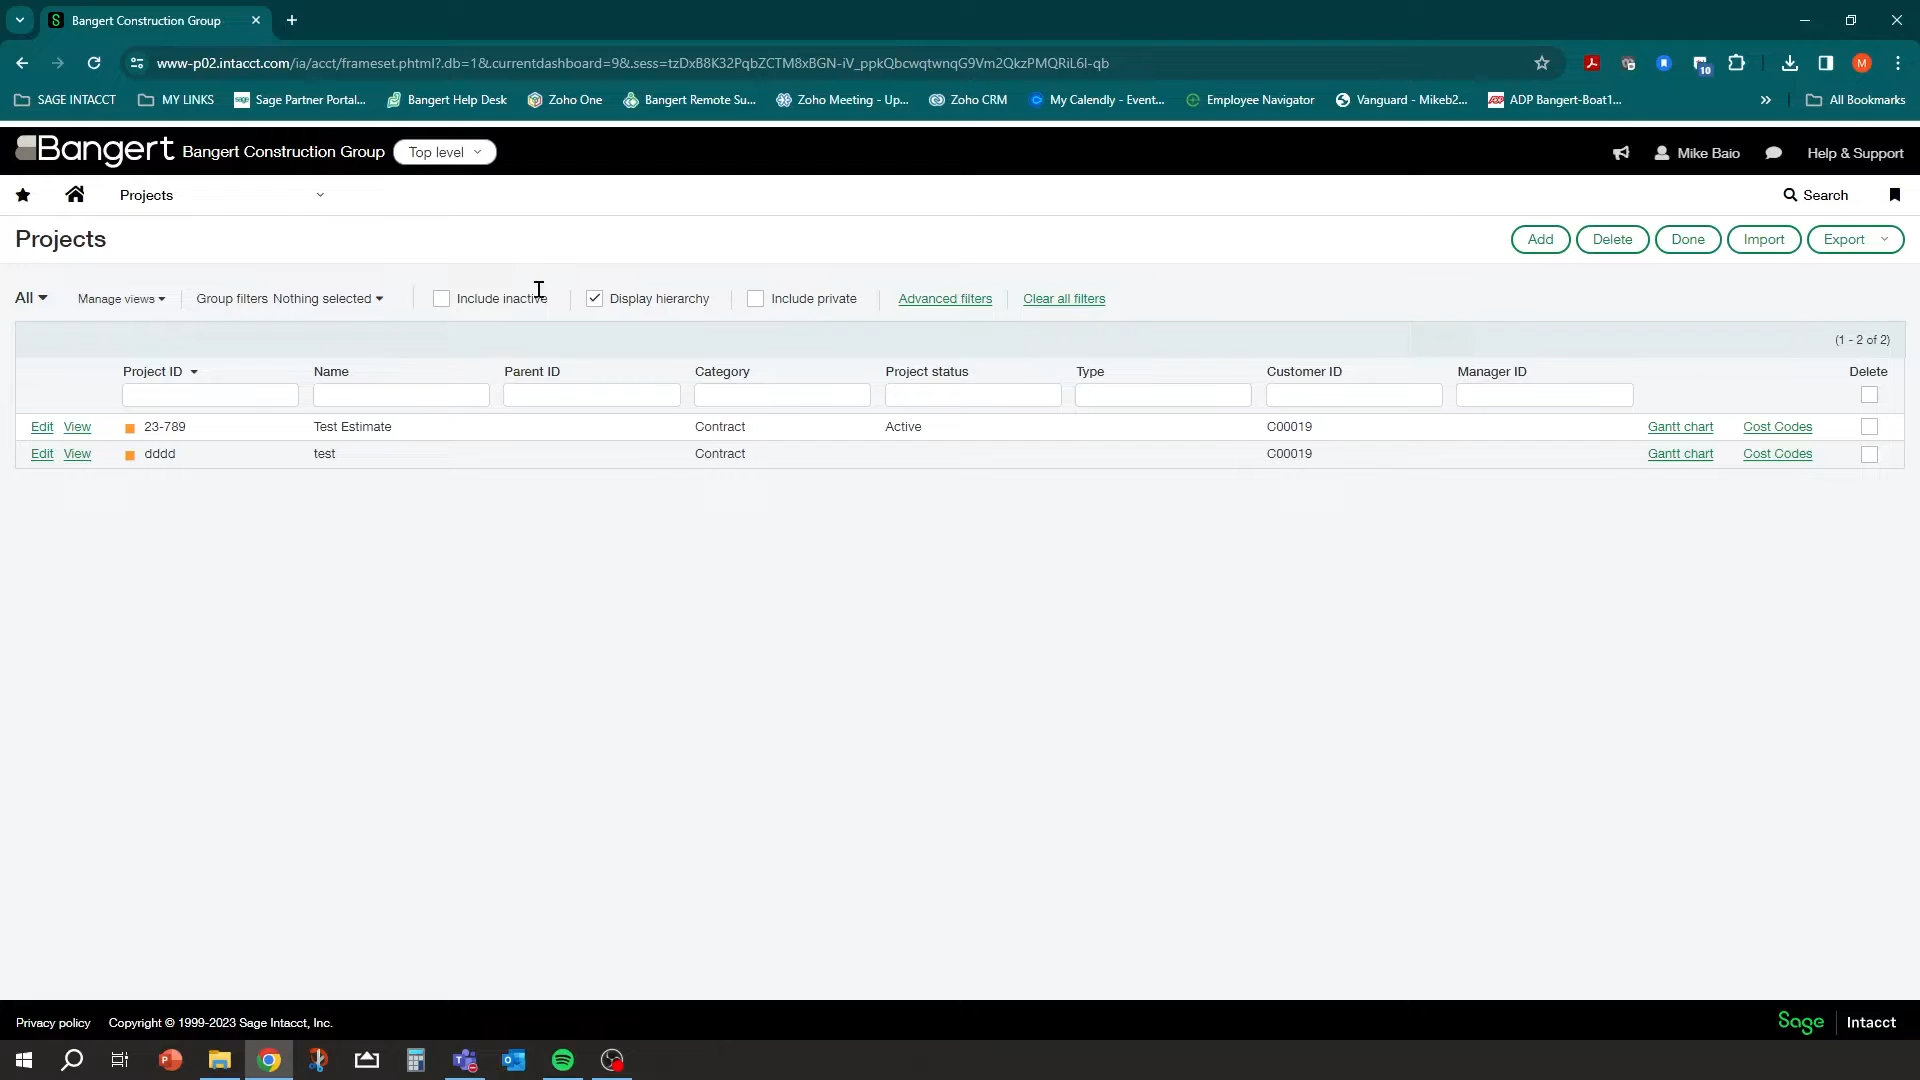 Bangert Construction Group
www-p02.intacct.com/ia/acct/frameset.phtml?.db=1&.currentdashboard=9&.sess=tzDxB8K32PqbZCTM8xBGN-iV_ppkQbcwqtwnqG9Vm2QkzPMQRiL6l-qb
10
M
SAGE INTACCT MY LINKS Sage Partner Portal... Bangert Help Desk Zoho One Bangert Remote Su... Zoho Meeting - Up... Zoho CRM My Calendly - Event... Employee Navigator Vanguard - Mikeb2... ADP Bangert-Boat1... All Bookmarks
Bangert Bangert Construction Group Top level Mike Baio Help & Support
Projects Search
Projects Add Delete Done Import Export
All Manage views Group filters Nothing selected Include inactive Display hierarchy Include private Advanced filters Clear all filters
(1 - 2 of 2)
Project ID Name Parent ID Category Project status Type Customer ID Manager ID Delete
Edit View 23-789 Test Estimate Contract Active C00019 Gantt chart Cost Codes
Edit View dddd test Contract C00019 Gantt chart Cost Codes
Privacy policy Copyright © 1999-2023 Sage Intacct, Inc. Sage Intacct